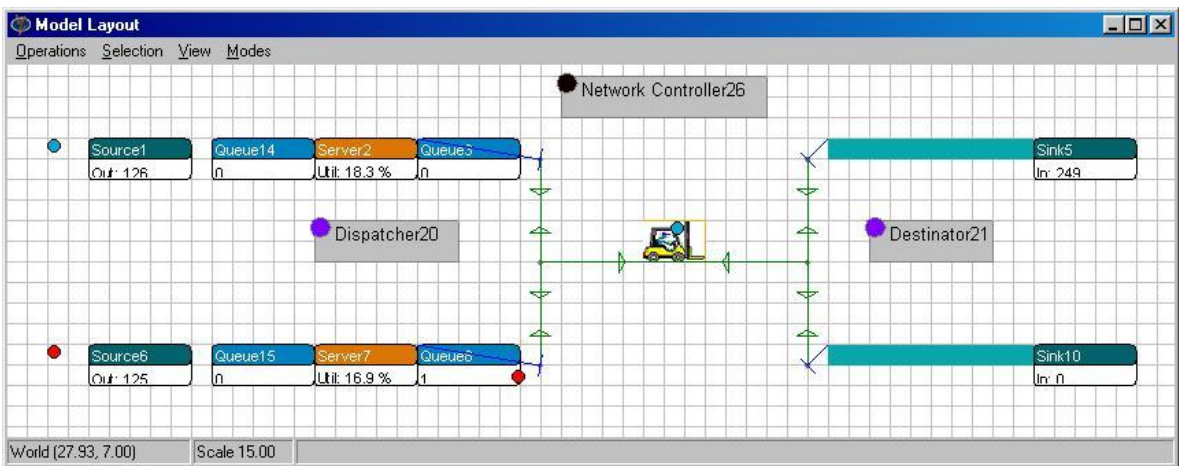 Model Layout
Operations Selection View Modes
Network Controller26
Source1 Queue14 Server2 Queue3 Sink5
Out: 126 0 Util: 18.3 % 0 In: 249
Dispatcher20 Destinator21
Source6 Queue15 Server7 Queue8 Sink10
Out: 125 0 Util: 16.9 % 1 In: 0
World (27.93, 7.00) Scale 15.00